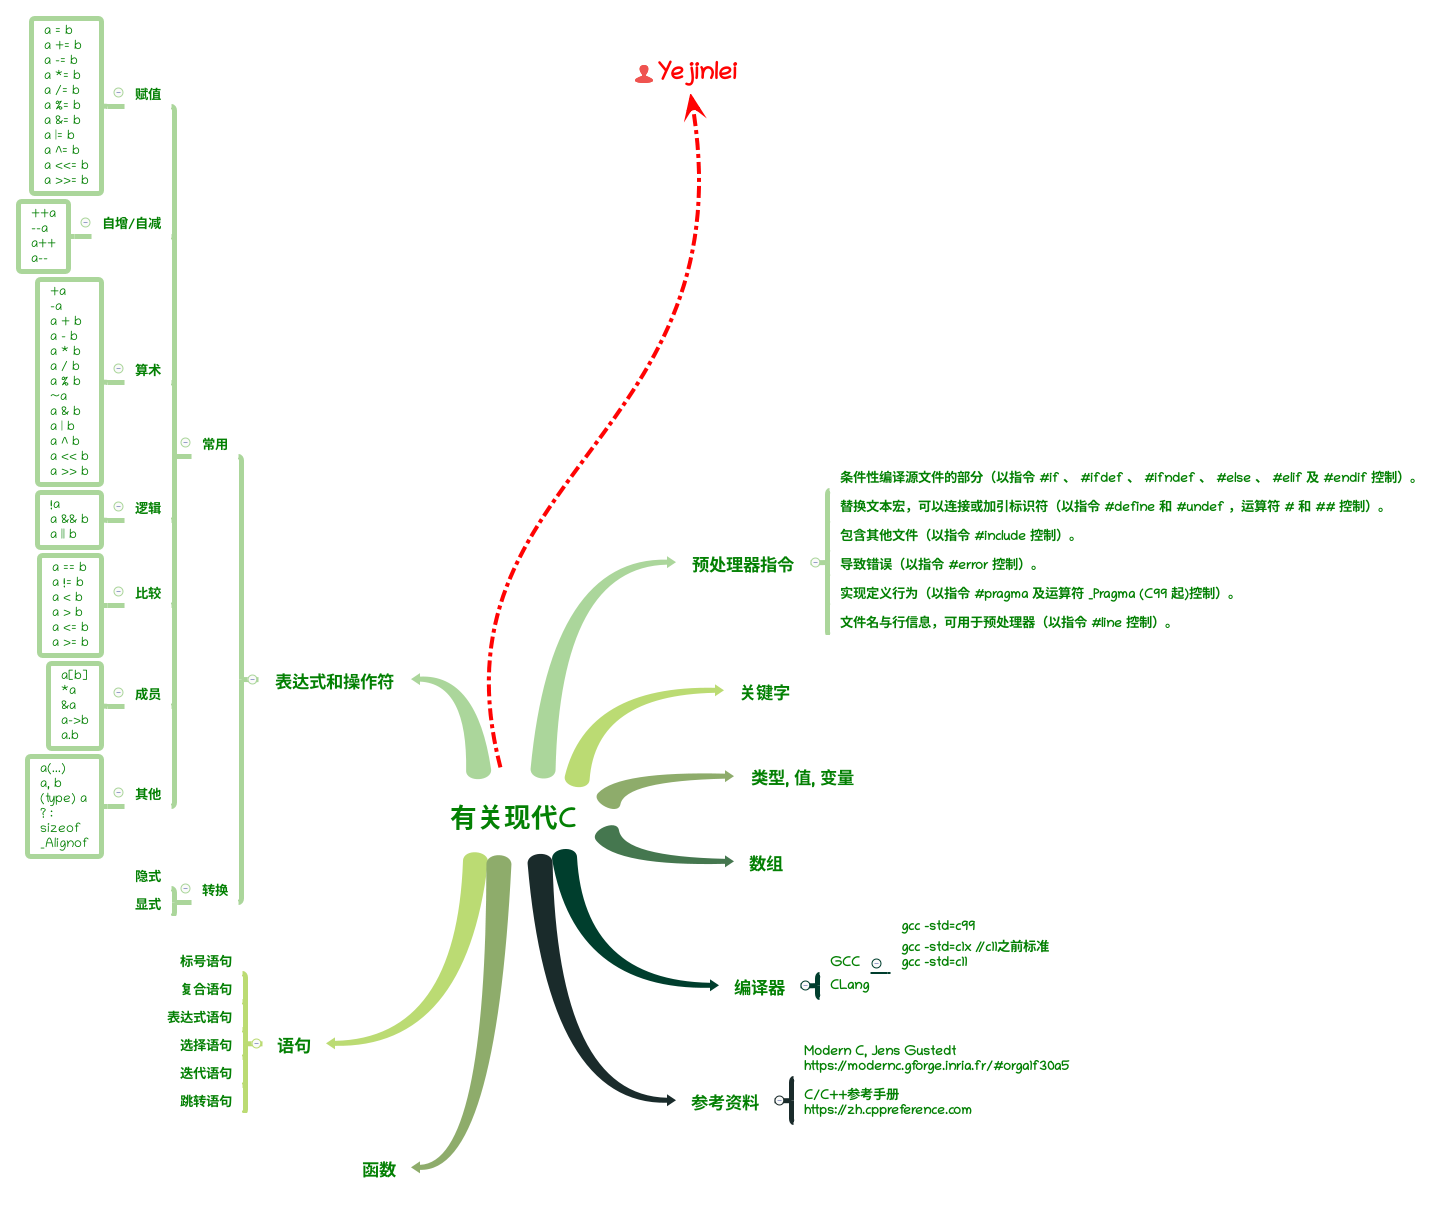 Ye jinlei
有关现代C
预处理器指令
条件性编译源文件的部分（以指令 #if 、 #ifdef 、 #ifndef 、 #else 、 #elif 及 #endif 控制）。
替换文本宏，可以连接或加引标识符（以指令 #define 和 #undef ，运算符 # 和 ## 控制）。
包含其他文件（以指令 #include 控制）。
导致错误（以指令 #error 控制）。
实现定义行为（以指令 #pragma 及运算符 _Pragma (C99 起)控制）。
文件名与行信息，可用于预处理器（以指令 #line 控制）。
关键字
类型, 值, 变量
数组
编译器
GCC
gcc -std=c99
gcc -std=c1x //c11之前标准
gcc -std=c11
CLang
参考资料
Modern C, Jens Gustedt
https://modernc.gforge.inria.fr/#orga1f30a5
C/C++参考手册
https://zh.cppreference.com
表达式和操作符
常用
赋值
a = b
a += b
a -= b
a *= b
a /= b
a %= b
a &= b
a |= b
a ^= b
a <<= b
a >>= b
自增/自减
++a
--a
a++
a--
算术
+a
-a
a + b
a - b
a * b
a / b
a % b
~a
a & b
a | b
a ^ b
a << b
a >> b
逻辑
!a
a && b
a || b
比较
a == b
a != b
a < b
a > b
a <= b
a >= b
成员
a[b]
*a
&a
a->b
a.b
其他
a(...)
a, b
(type) a
? :
sizeof
_Alignof
转换
隐式
显式
语句
标号语句
复合语句
表达式语句
选择语句
迭代语句
跳转语句
函数